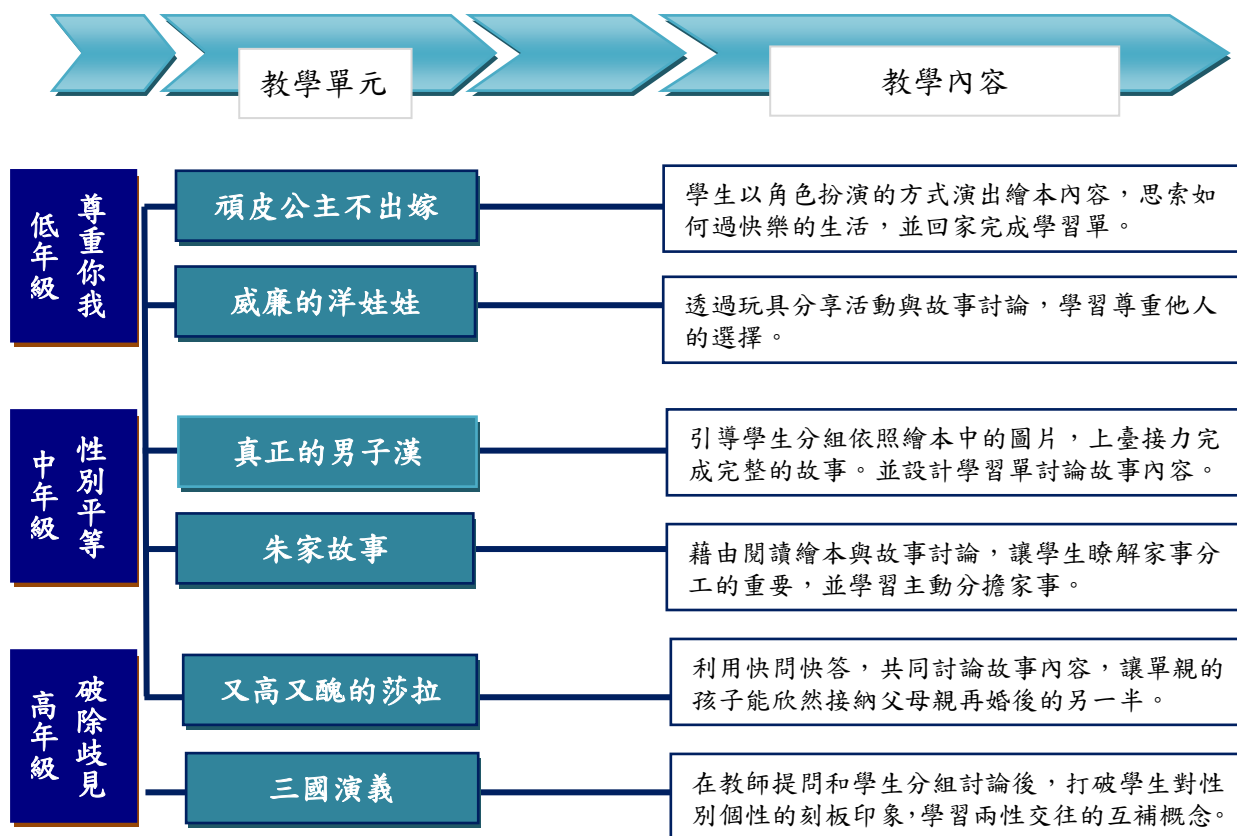 教學單元
教學內容
尊重你我
低年級
頑皮公主不出嫁
學生以角色扮演的方式演出繪本內容，思索如
何過快樂的生活，並回家完成學習單。
威廉的洋娃娃
透過玩具分享活動與故事討論，學習尊重他人
的選擇。
性別平等
中年級
真正的男子漢
引導學生分組依照繪本中的圖片，上臺接力完
成完整的故事。並設計學習單討論故事內容。
朱家故事
藉由閱讀繪本與故事討論，讓學生瞭解家事分
工的重要，並學習主動分擔家事。
破除歧見
高年級
又高又醜的莎拉
利用快問快答，共同討論故事內容，讓單親的
孩子能欣然接納父母親再婚後的另一半。
三國演義
在教師提問和學生分組討論後，打破學生對性
別個性的刻板印象，學習兩性交往的互補概念。